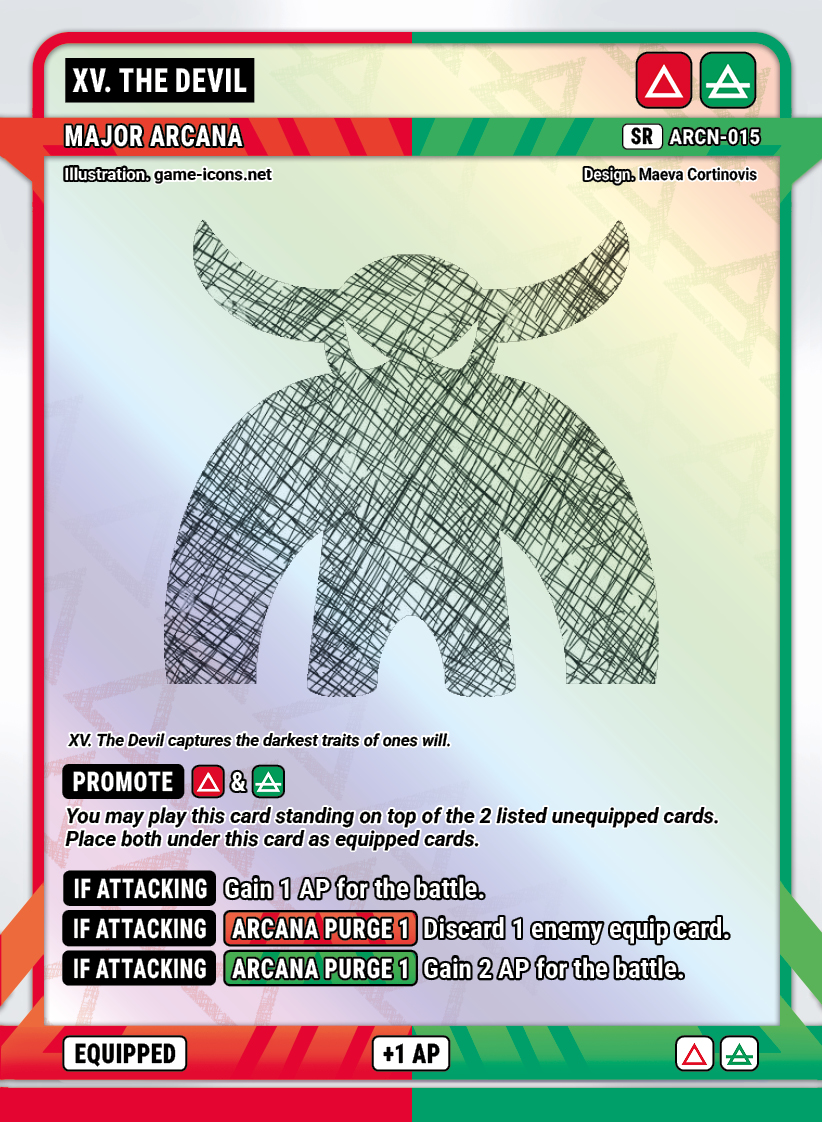 XV. THE DEVIL
MAJOR ARCANA
SR ARCN-015
Illustration. game-icons.net
Design. Maeva Cortinovis
XV. The Devil captures the darkest traits of ones will.
PROMOTE &
You may play this card standing on top of the 2 listed unequipped cards.
Place both under this card as equipped cards.
IF ATTACKING Gain 1 AP for the battle.
IF ATTACKING ARCANA PURGE 1 Discard 1 enemy equip card.
IF ATTACKING ARCANA PURGE 1 Gain 2 AP for the battle.
EQUIPPED
+1 AP